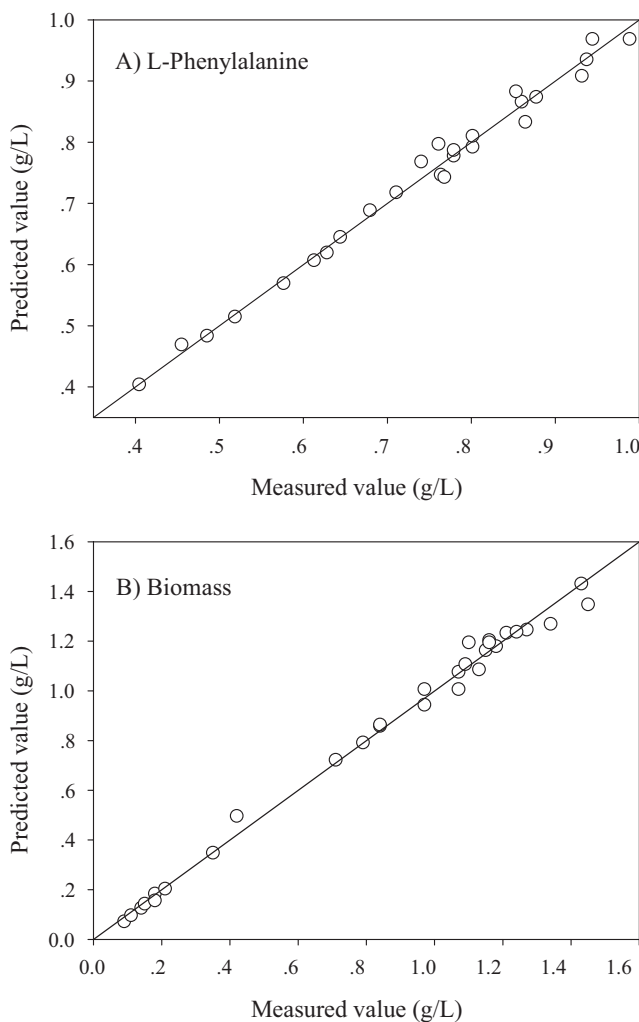 1.0
A) L-Phenylalanine
.9
.8
.7
.6
.5
.4
Predicted value (g/L)
.4 .5 .6 .7 .8 .9 1.0
Measured value (g/L)
1.6
B) Biomass
1.4
1.2
1.0
.8
.6
.4
.2
0.0
Predicted value (g/L)
0.0 .2 .4 .6 .8 1.0 1.2 1.4 1.6
Measured value (g/L)